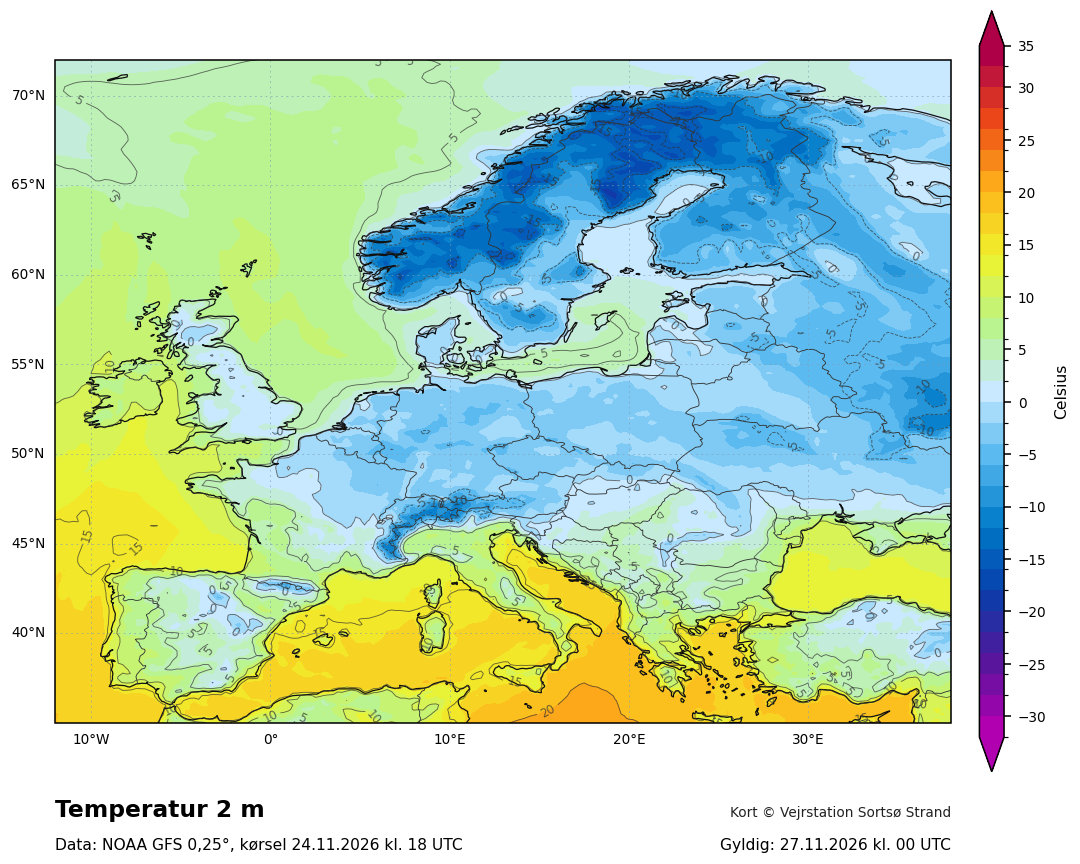 70°N
65°N
60°N
55°N
50°N
45°N
40°N
10°W
0°
10°E
20°E
30°E
35
30
25
20
15
10
5
0
−5
−10
−15
−20
−25
−30
Celsius
Temperatur 2 m
Kort © Vejrstation Sortsø Strand
Data: NOAA GFS 0,25°, kørsel 24.11.2026 kl. 18 UTC
Gyldig: 27.11.2026 kl. 00 UTC